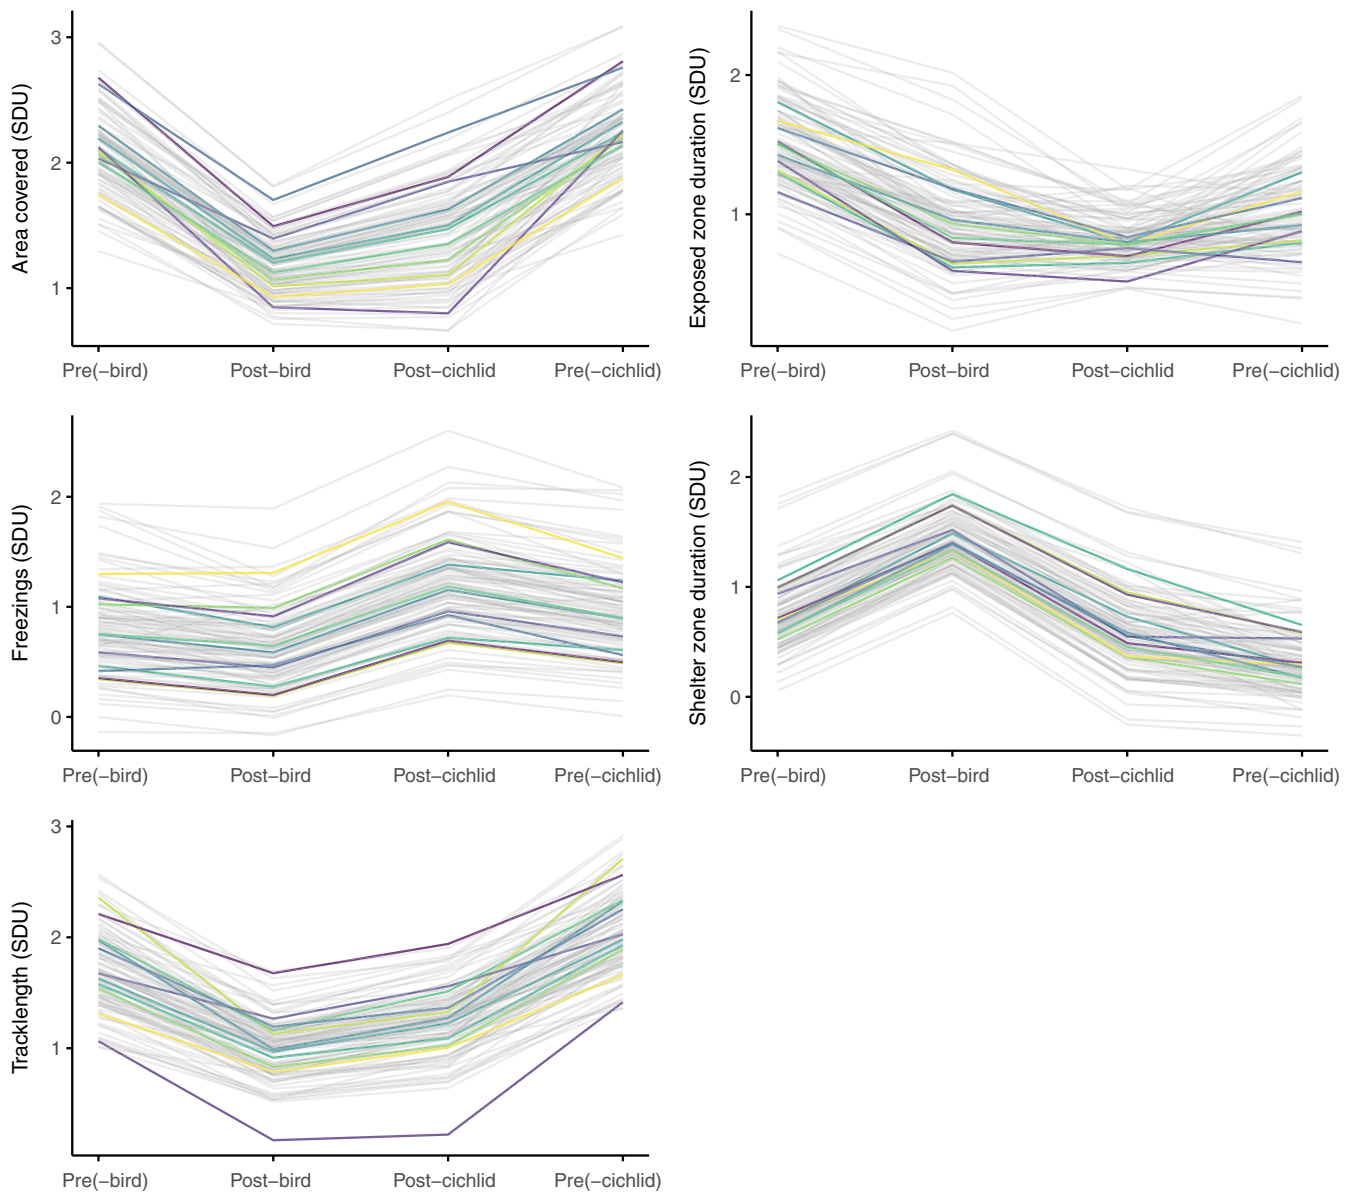 Area covered (SDU)
3
2
1
Pre(−bird) Post−bird Post−cichlid Pre(−cichlid)
Exposed zone duration (SDU)
2
1
Pre(−bird) Post−bird Post−cichlid Pre(−cichlid)
Freezings (SDU)
2
1
0
Pre(−bird) Post−bird Post−cichlid Pre(−cichlid)
Shelter zone duration (SDU)
2
1
0
Pre(−bird) Post−bird Post−cichlid Pre(−cichlid)
Tracklength (SDU)
3
2
1
Pre(−bird) Post−bird Post−cichlid Pre(−cichlid)